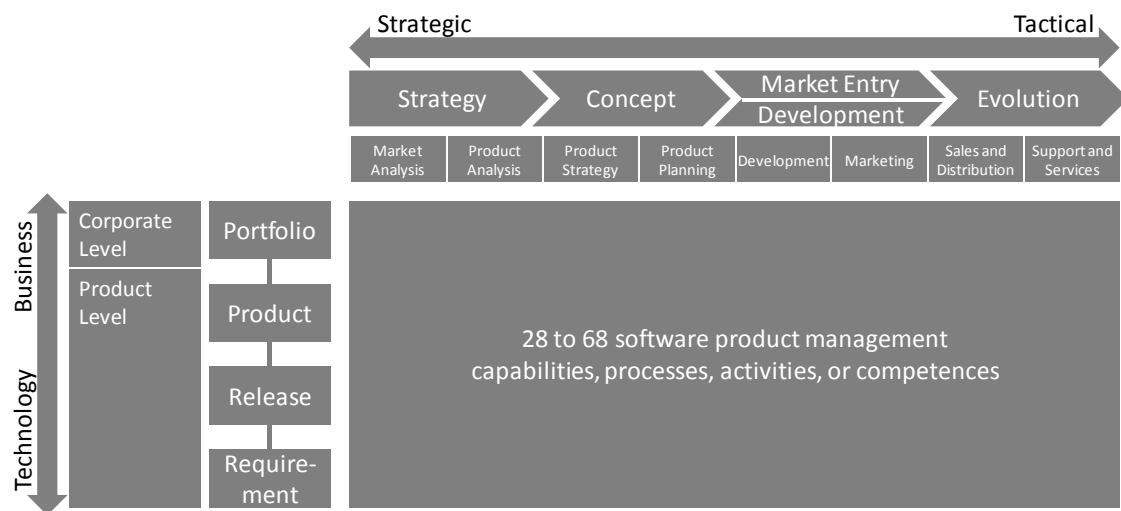 Strategic Tactical
Strategy
Concept
Market Entry
Development
Evolution
Market
Analysis
Product
Analysis
Product
Strategy
Product
Planning
Development
Marketing
Sales and
Distribution
Support and
Services
Business
Technology
Corporate
Level
Product
Level
Portfolio
Product
Release
Require-
ment
28 to 68 software product management
capabilities, processes, activities, or competences